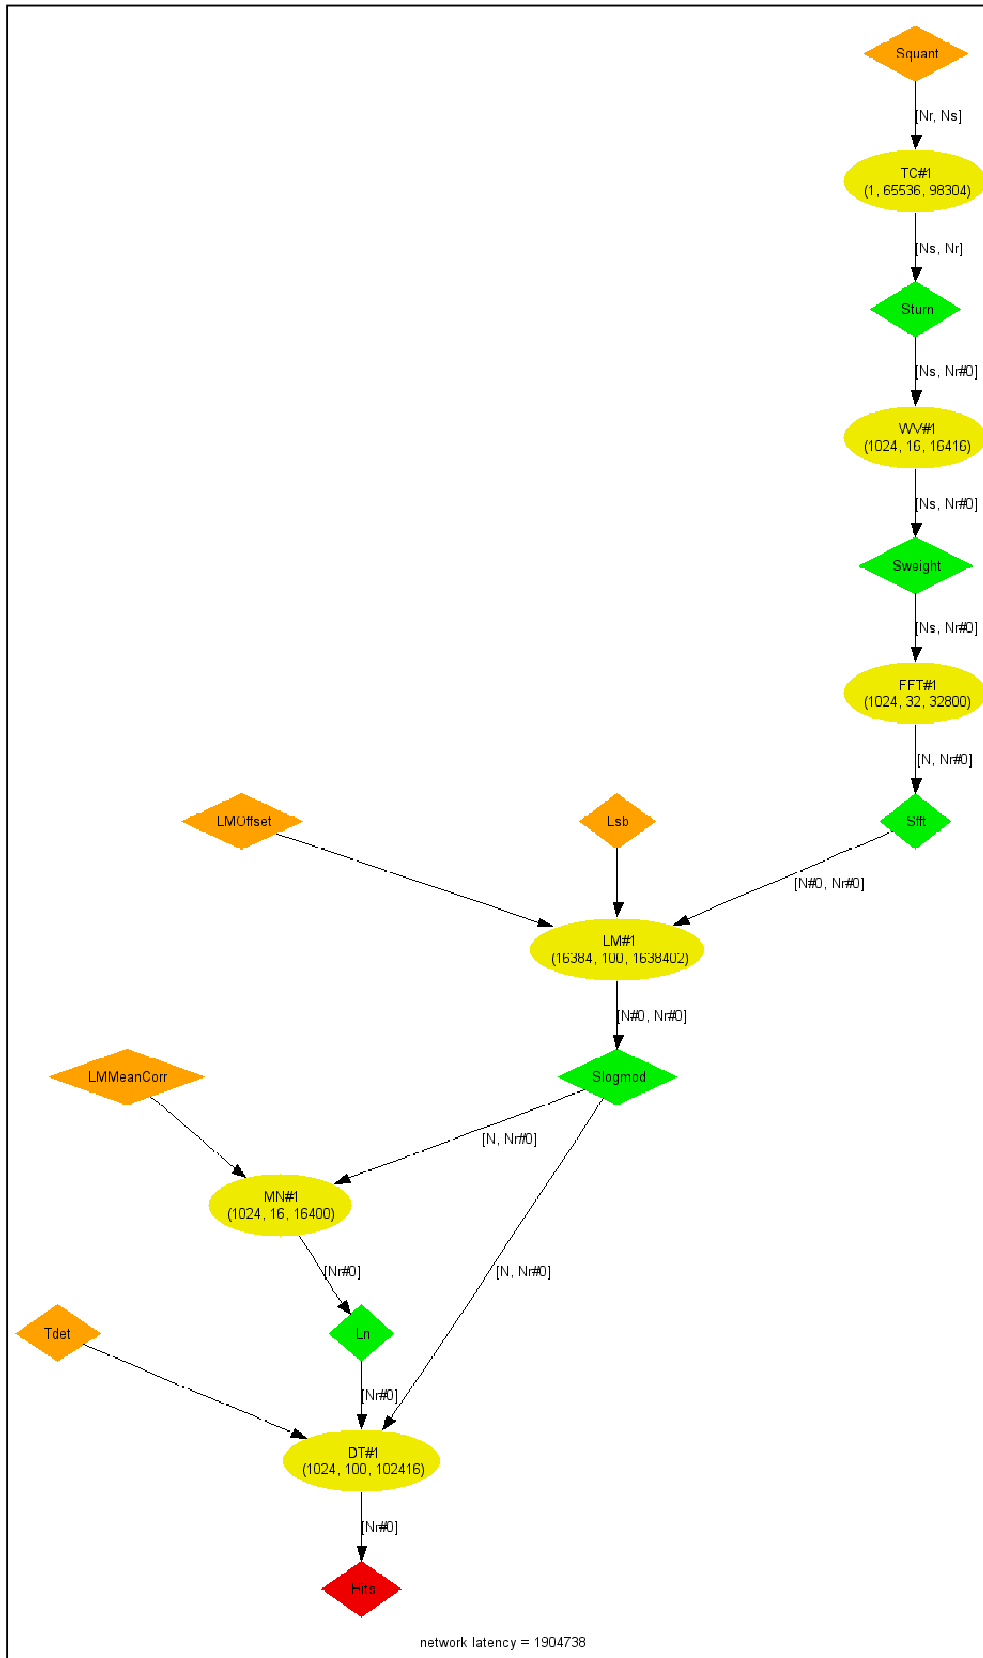 Squant
[Nr, Ns]
TC#1
(1, 65536, 98304)
[Ns, Nr]
Sturn
[Ns, Nr#0]
WV#1
(1024, 16, 16416)
[Ns, Nr#0]
Sweight
[Ns, Nr#0]
FFT#1
(1024, 32, 32800)
[N, Nr#0]
LMOffset
Lsb
Sfft
[N#0, Nr#0]
LM#1
(16384, 100, 1638402)
[N#0, Nr#0]
LMMeanCorr
Slogmod
[N, Nr#0]
MN#1
(1024, 16, 16400)
[Nr#0]
[N, Nr#0]
Tdet
Ln
[Nr#0]
DT#1
(1024, 100, 102416)
[Nr#0]
Hits
network latency = 1904738